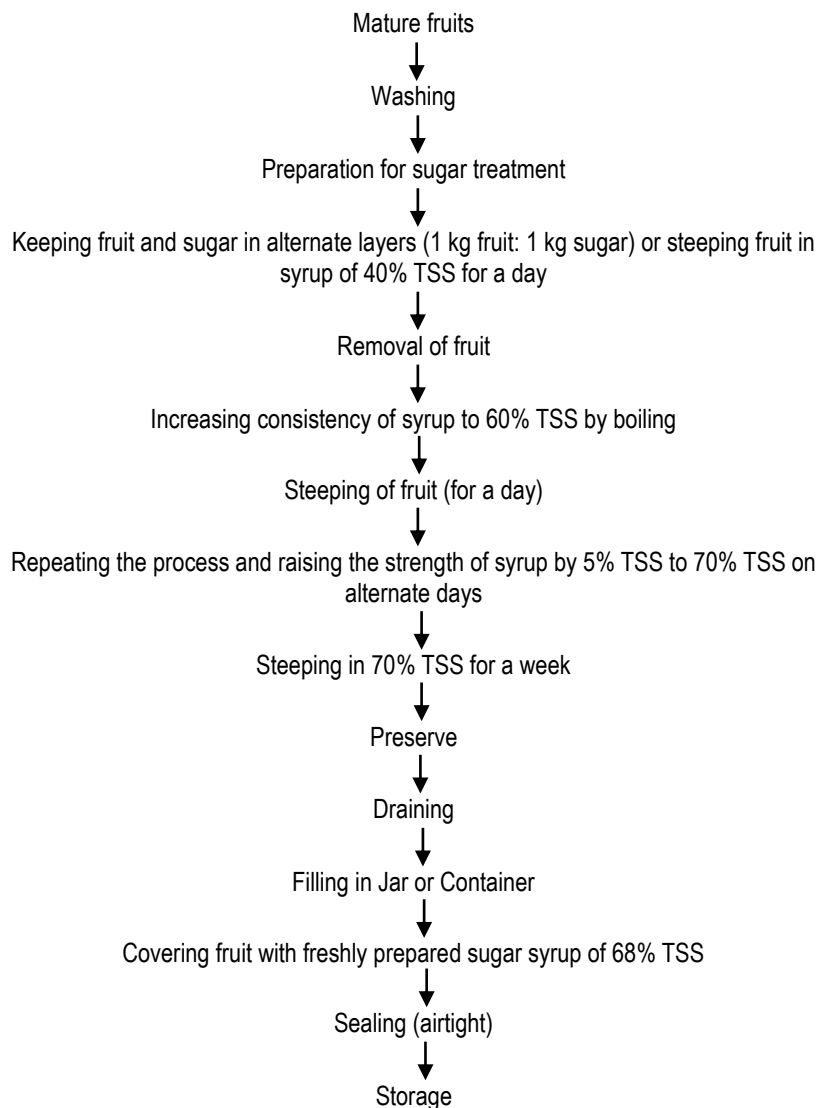 Mature fruits
Washing
Preparation for sugar treatment
Keeping fruit and sugar in alternate layers (1 kg fruit: 1 kg sugar) or steeping fruit in
syrup of 40% TSS for a day
Removal of fruit
Increasing consistency of syrup to 60% TSS by boiling
Steeping of fruit (for a day)
Repeating the process and raising the strength of syrup by 5% TSS to 70% TSS on
alternate days
Steeping in 70% TSS for a week
Preserve
Draining
Filling in Jar or Container
Covering fruit with freshly prepared sugar syrup of 68% TSS
Sealing (airtight)
Storage